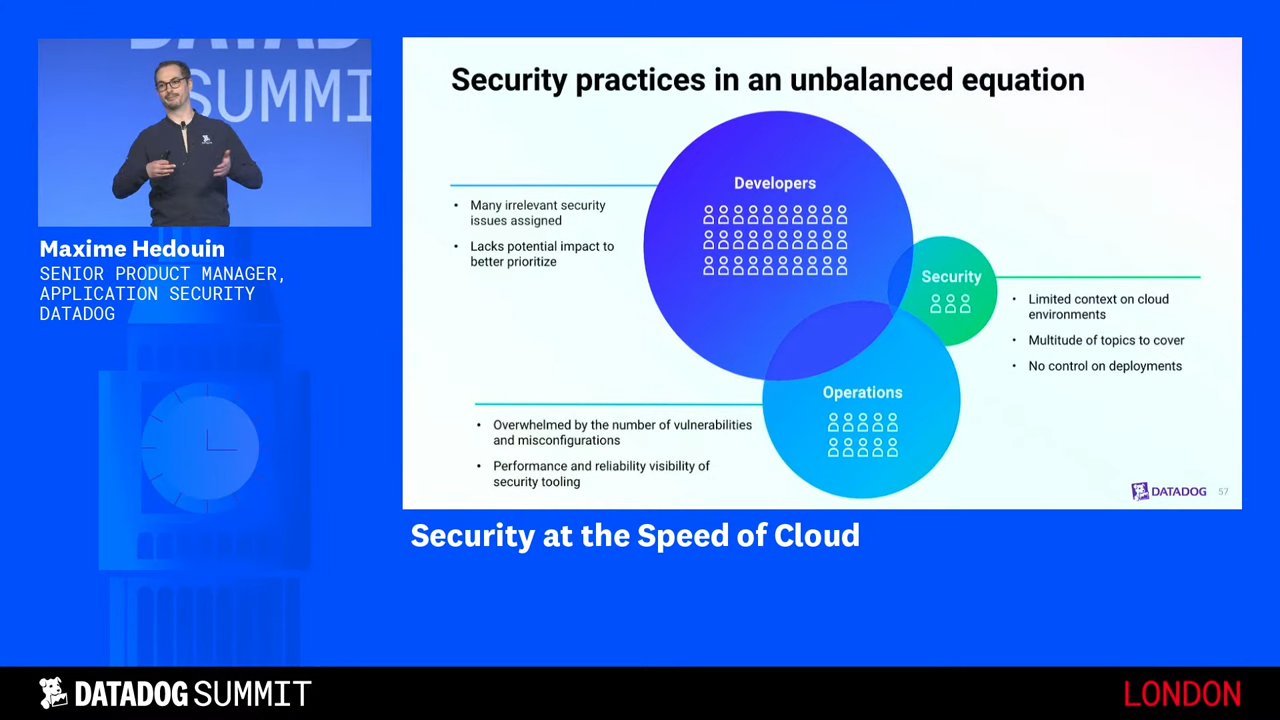 SUMMIT
Maxime Hedouin
SENIOR PRODUCT MANAGER,
APPLICATION SECURITY
DATADOG
Security practices in an unbalanced equation
Developers
• Many irrelevant security
issues assigned
• Lacks potential impact to
better prioritize
Security
• Limited context on cloud
environments
• Multitude of topics to cover
• No control on deployments
Operations
• Overwhelmed by the number of vulnerabilities
and misconfigurations
• Performance and reliability visibility of
security tooling
DATADOG 57
Security at the Speed of Cloud
DATADOG SUMMIT
LONDON